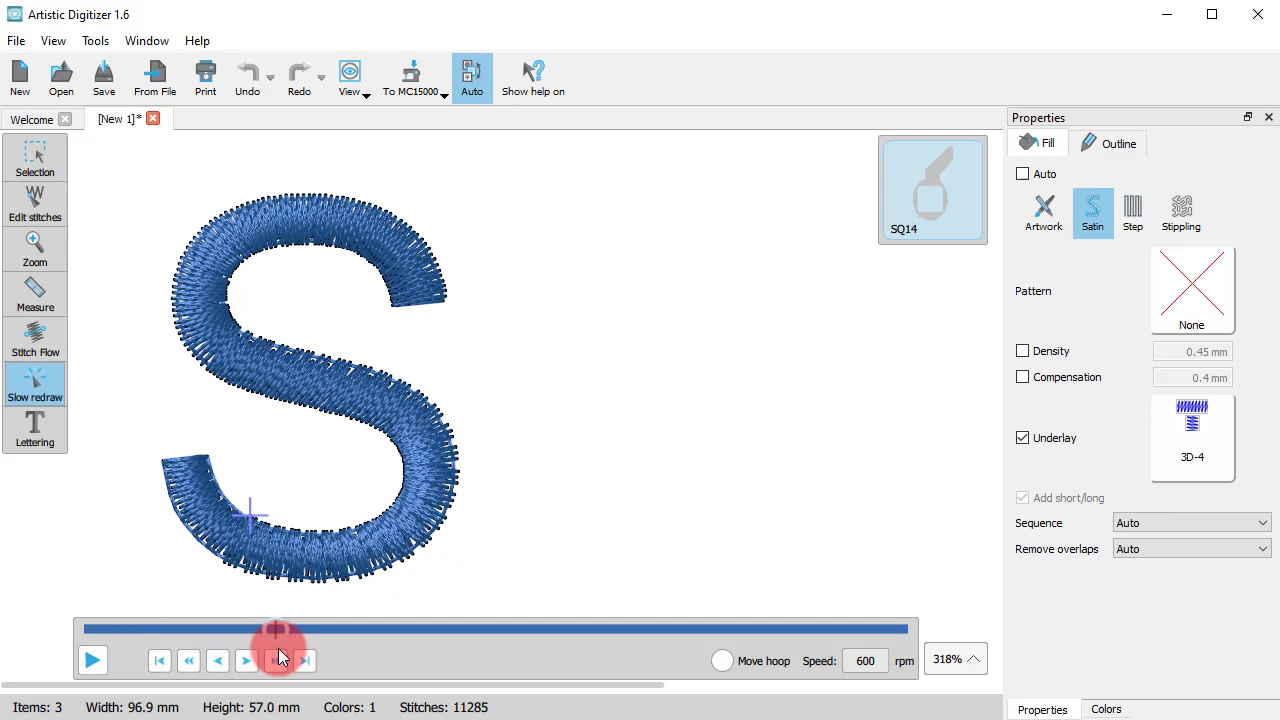 Artistic Digitizer 1.6
File View Tools Window Help
New Open Save From File Print Undo Redo View To MC15000 Auto Show help on
Welcome [New 1]*
Properties
Fill Outline
Selection
Edit stitches
Zoom
Measure
Stitch Flow
Slow redraw
Lettering
SQ14
Auto
Artwork Satin Step Stippling
Pattern
None
Density 0.45 mm
Compensation 0.4 mm
Underlay
3D-4
Add short/long
Sequence Auto
Remove overlaps Auto
Move hoop Speed: 600 rpm 318%
Items: 3 Width: 96.9 mm Height: 57.0 mm Colors: 1 Stitches: 11285
Properties Colors